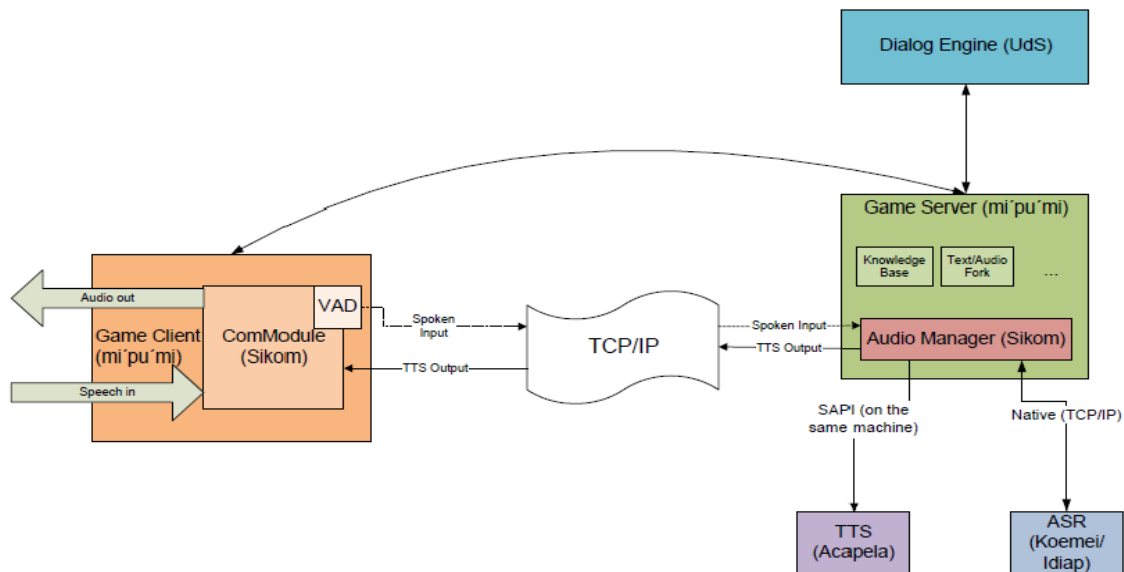 Dialog Engine (UdS)
Game Server (mi´pu´mi)
Knowledge
Base
Text/Audio
Fork
...
Audio out
VAD
Spoken
Input
Spoken Input
Game Client
(mi´pu´mi)
ComModule
(Sikom)
TCP/IP
Audio Manager (Sikom)
TTS Output
TTS Output
Speech in
SAPI (on the
same machine)
Native (TCP/IP)
TTS
(Acapela)
ASR
(Koemei/
Idiap)